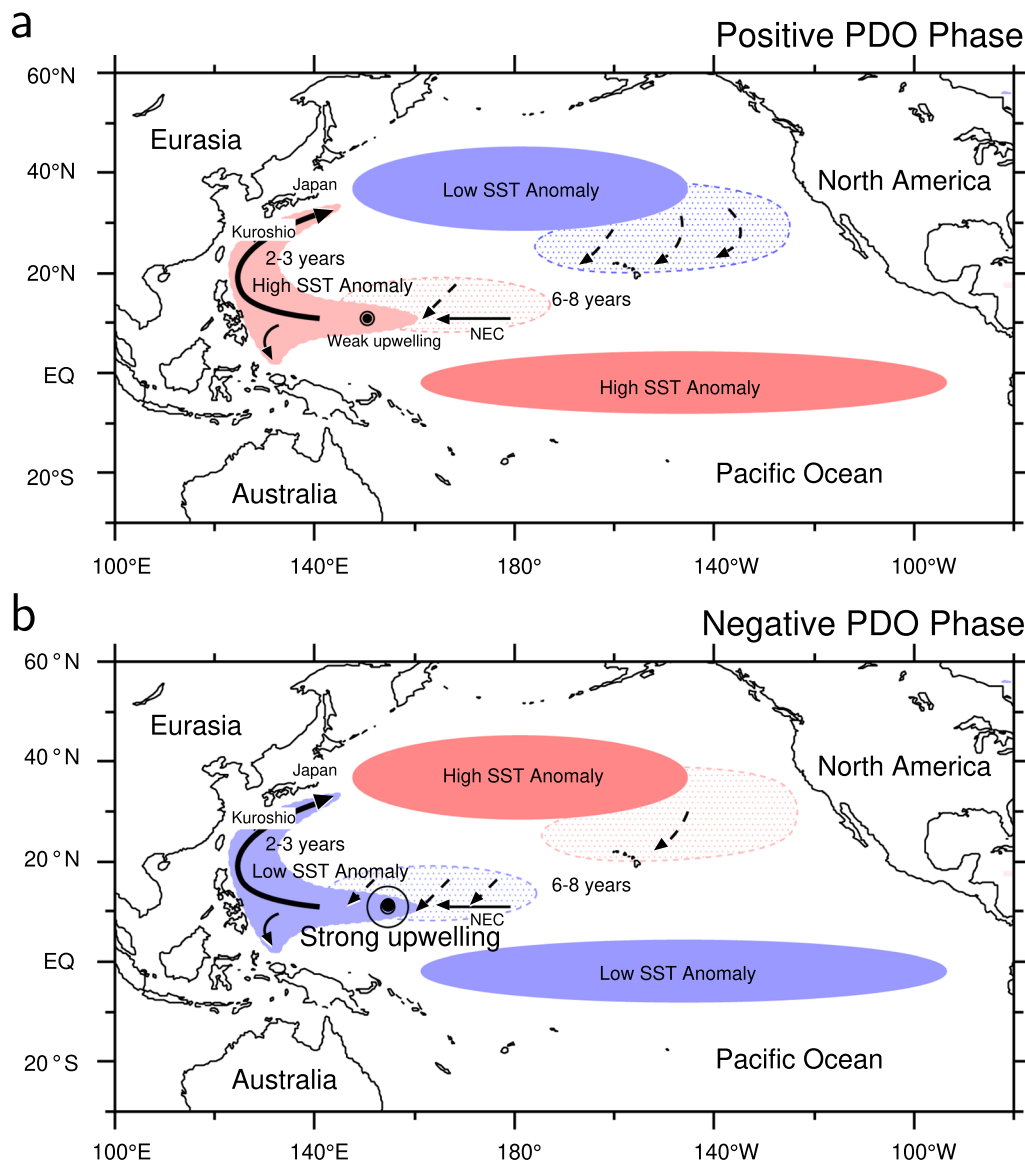 a
Positive PDO Phase
60°N
Eurasia
40°N
Low SST Anomaly
North America
Japan
Kuroshio
2-3 years
20°N
High SST Anomaly
6-8 years
NEC
Weak upwelling
EQ
High SST Anomaly
20°S
Australia
Pacific Ocean
100°E
140°E
180°
140°W
100°W
b
Negative PDO Phase
60°N
Eurasia
40°N
High SST Anomaly
North America
Japan
Kuroshio
2-3 years
20°N
Low SST Anomaly
6-8 years
NEC
Strong upwelling
EQ
Low SST Anomaly
20°S
Australia
Pacific Ocean
100°E
140°E
180°
140°W
100°W